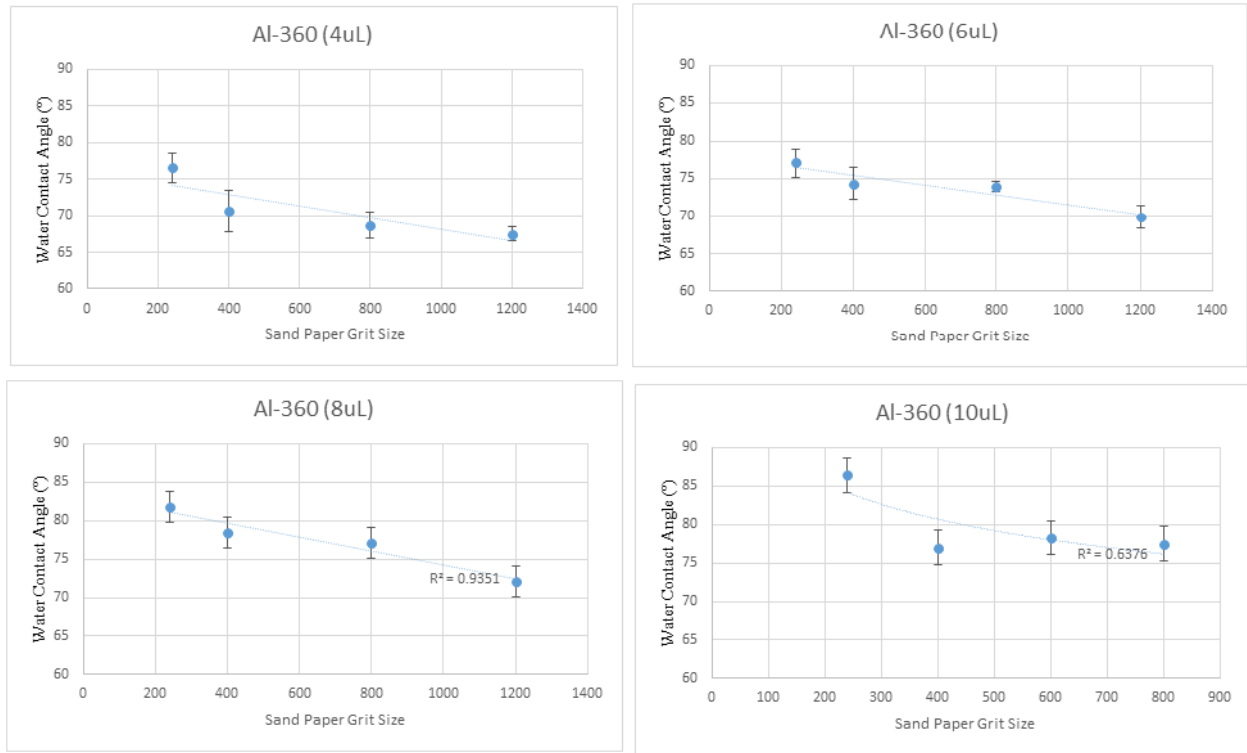 Al-360 (4uL)
90
85
80
75
70
65
60
Water Contact Angle (°)
0 200 400 600 800 1000 1200 1400
Sand Paper Grit Size
Al-360 (6uL)
90
85
80
75
70
65
60
Water Contact Angle (°)
0 200 400 600 800 1000 1200 1400
Sand Paper Grit Size
Al-360 (8uL)
90
85
80
75
70
65
60
Water Contact Angle (°)
R² = 0.9351
0 200 400 600 800 1000 1200 1400
Sand Paper Grit Size
Al-360 (10uL)
90
85
80
75
70
65
60
Water Contact Angle (°)
R² = 0.6376
0 100 200 300 400 500 600 700 800 900
Sand Paper Grit Size